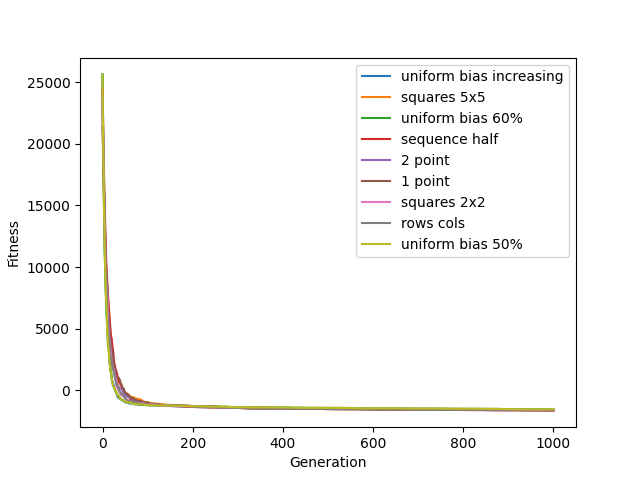 25000
20000
15000
10000
5000
0
Fitness
uniform bias increasing
squares 5x5
uniform bias 60%
sequence half
2 point
1 point
squares 2x2
rows cols
uniform bias 50%
0 200 400 600 800 1000
Generation